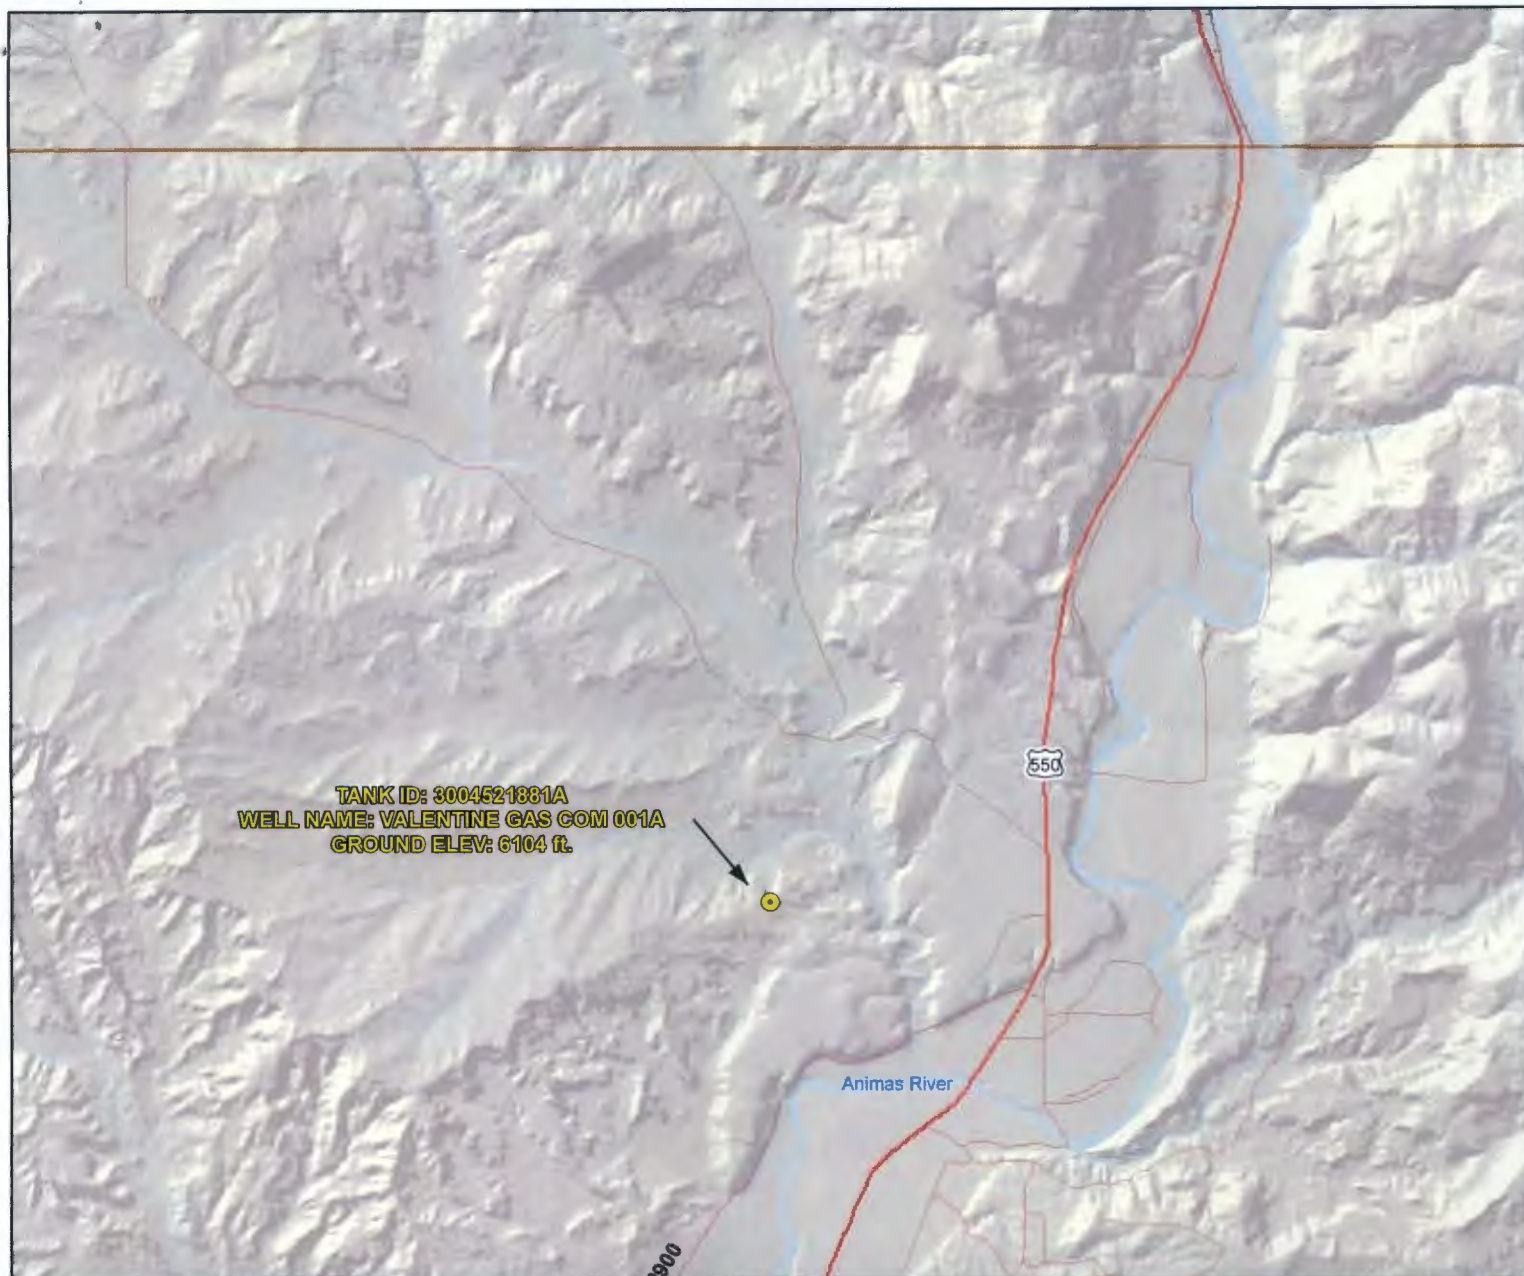 550
TANK ID: 3004521881A
WELL NAME: VALENTINE GAS COM 001A
GROUND ELEV: 6104 ft.
Animas River